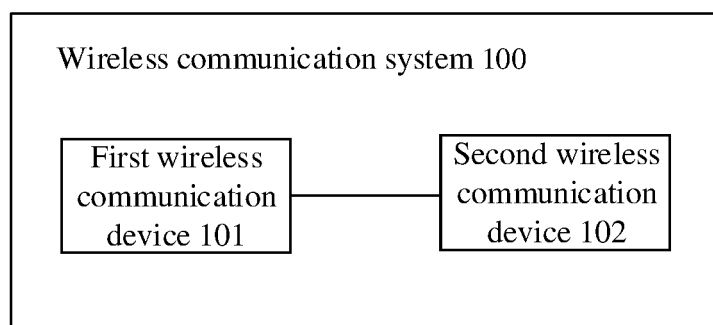 Wireless communication system 100
First wireless
communication
device 101
Second wireless
communication
device 102